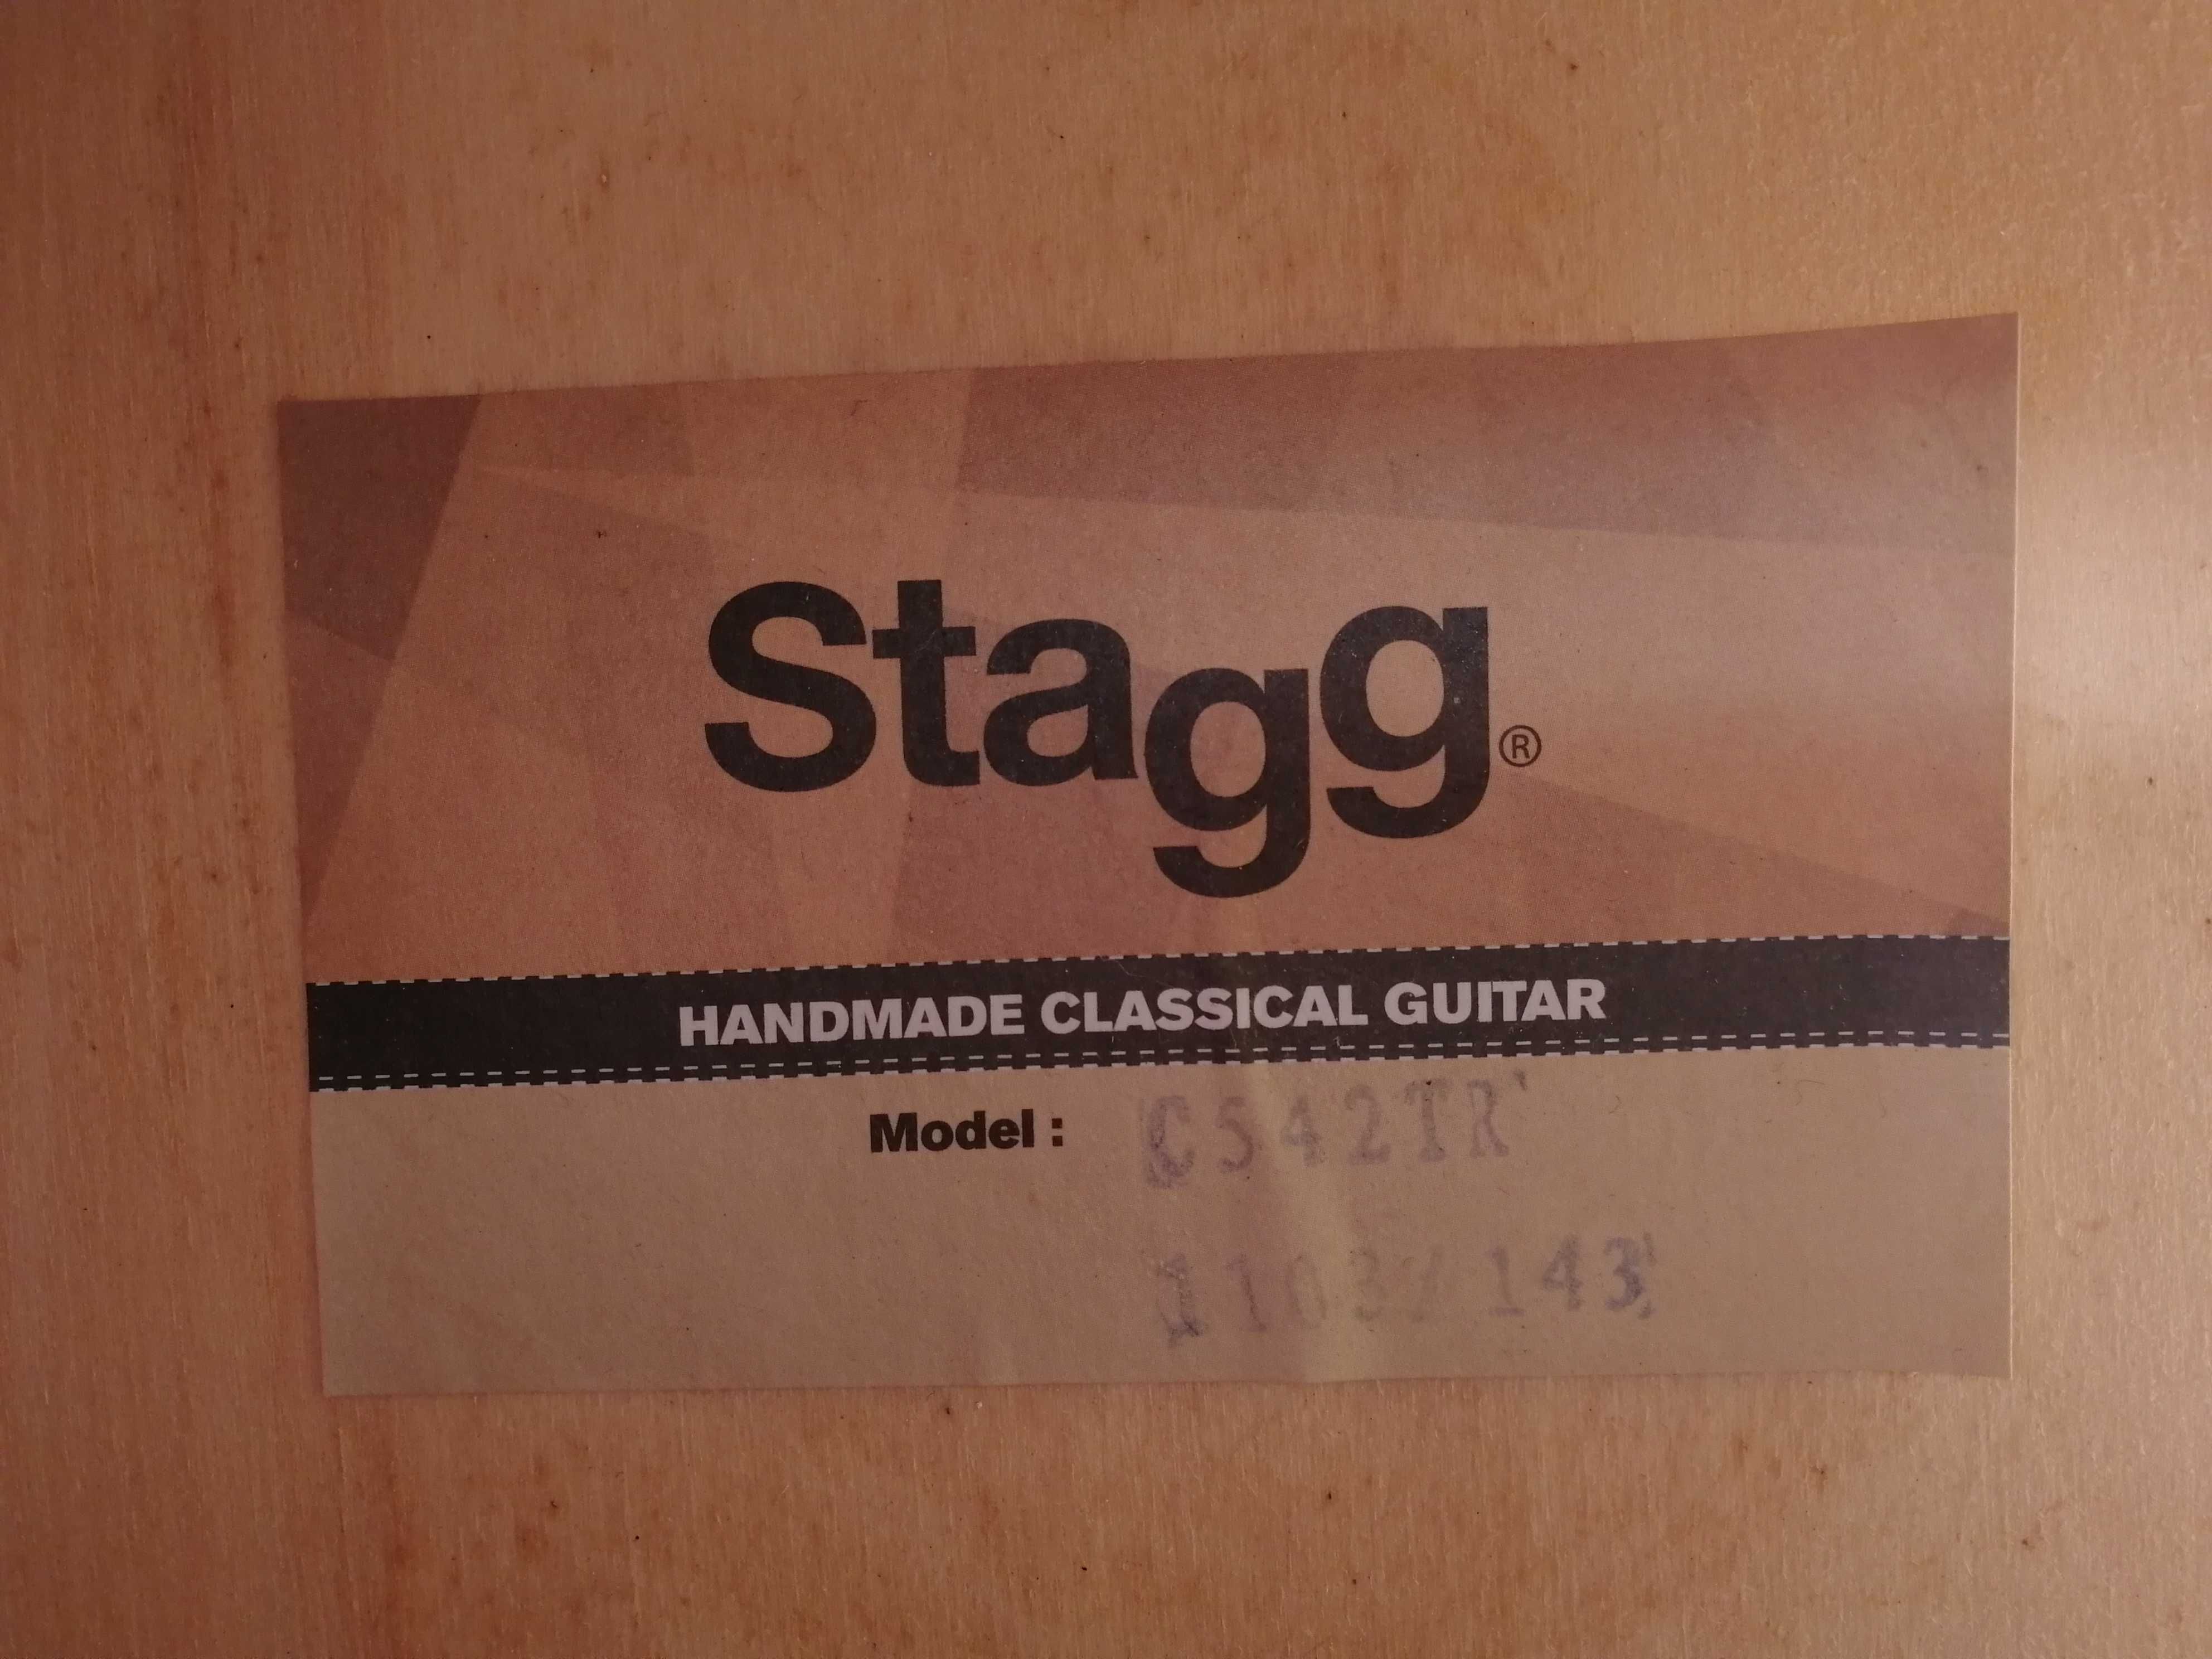 Stagg®
HANDMADE CLASSICAL GUITAR
Model : C542TR